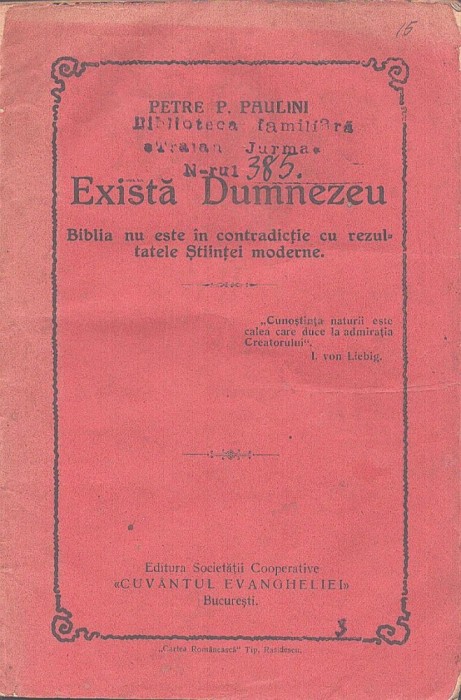 15
PETRE P. PAULINI
Biblioteca familiară
«Traian Jurma»
N-rul 385.
Există Dumnezeu
Biblia nu este în contradicție cu rezul-
tatele Științei moderne.
„Cunoștința naturii este
calea care duce la admirația
Creatorului".
I. von Liebig.
Editura Societății Cooperative
«CUVÂNTUL EVANGHELIEI»
București.
„Cartea Românească" Tip.